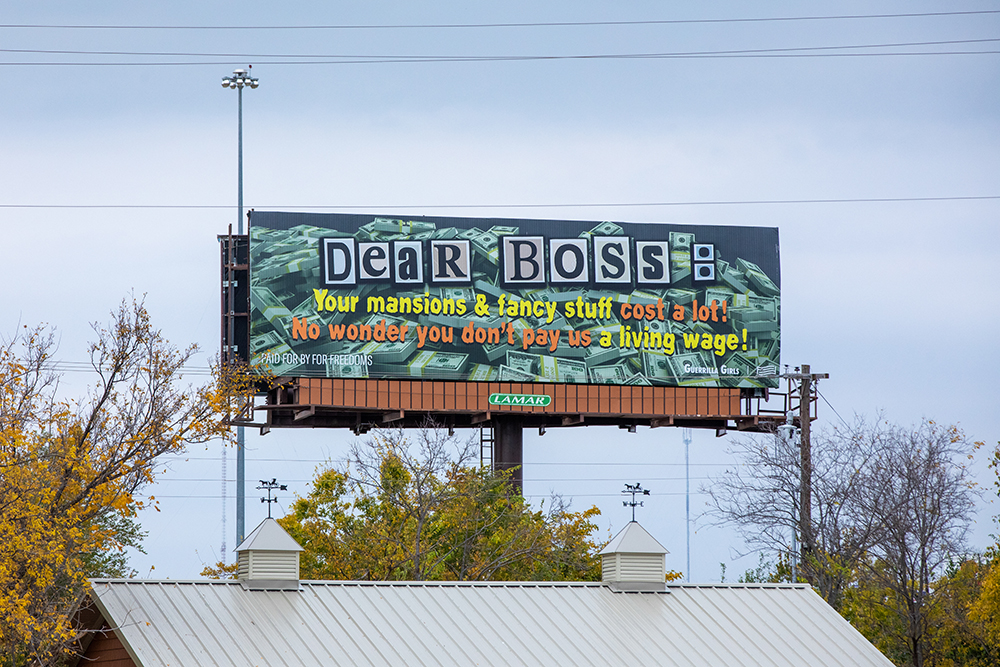 Dear Boss:
Your mansions & fancy stuff cost a lot!
No wonder you don't pay us a living wage!
PAID FOR BY FOR FREEDOMS
GUERRILLA GIRLS
LAMAR